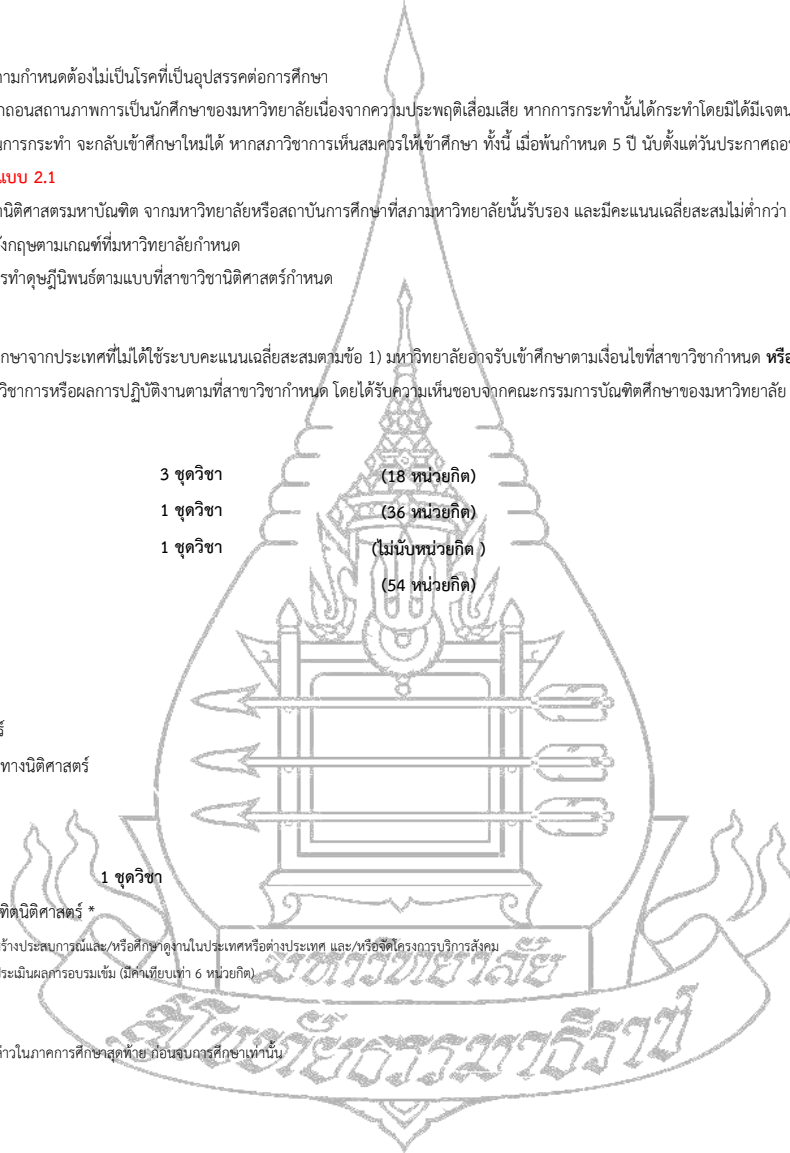 ตามกำหนดต้องไม่เป็นโรคที่เป็นอุปสรรคต่อการศึกษา
กถอนสถานภาพการเป็นนักศึกษาของมหาวิทยาลัยเนื่องจากความประพฤติเสื่อมเสีย หากการกระทำนั้นได้กระทำโดยมิได้มีเจตน
นการกระทำ จะกลับเข้าศึกษาใหม่ได้ หากสภาวิชาการเห็นสมควรให้เข้าศึกษา ทั้งนี้ เมื่อพ้นกำหนด 5 ปี นับตั้งแต่วันประกาศถอ
แบบ 2.1
านิติศาสตรมหาบัณฑิต จากมหาวิทยาลัยหรือสถาบันการศึกษาที่สภามหาวิทยาลัยนั้นรับรอง และมีคะแนนเฉลี่ยสะสมไม่ต่ำกว่า
ังกฤษตามเกณฑ์ที่มหาวิทยาลัยกำหนด
รทำดุษฎีนิพนธ์ตามแบบที่สาขาวิชานิติศาสตร์กำหนด
กษาจากประเทศที่ไม่ได้ใช้ระบบคะแนนเฉลี่ยสะสมตามข้อ 1) มหาวิทยาลัยอาจรับเข้าศึกษาตามเงื่อนไขที่สาขาวิชากำหนด หรือ
วิชาการหรือผลการปฏิบัติงานตามที่สาขาวิชากำหนด โดยได้รับความเห็นชอบจากคณะกรรมการบัณฑิตศึกษาของมหาวิทยาลัย
3 ชุดวิชา (18 หน่วยกิต)
1 ชุดวิชา (36 หน่วยกิต)
1 ชุดวิชา (ไม่นับหน่วยกิต )
(54 หน่วยกิต)
ร์
ทางนิติศาสตร์
1 ชุดวิชา
ฑิตนิติศาสตร์ *
ร้างประสบการณ์และ/หรือศึกษาดูงานในประเทศหรือต่างประเทศ และ/หรือจัดโครงการบริการสังคม
ประเมินผลการอบรมเข้ม (มีค่าเทียบเท่า 6 หน่วยกิต)
มหาวิทยาลัย
ล่าวในภาคการศึกษาสุดท้าย ก่อนจบการศึกษาเท่านั้น
สุโขทัยธรรมาธิราช